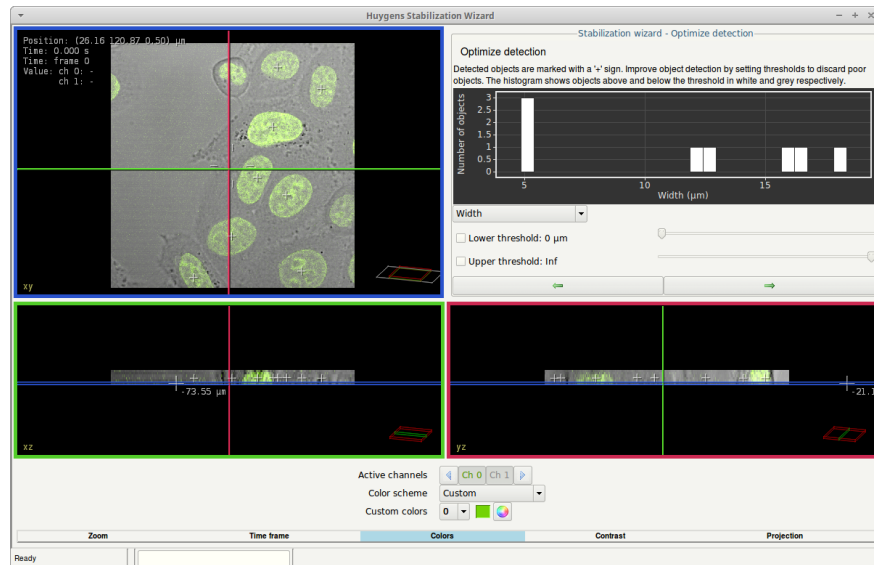 Huygens Stabilization Wizard
Position: (26.16 120.87 0.50) µm
Time: 0.000 s
Time: frame 0
Value: ch 0: -
ch 1: -
xy
Stabilization wizard - Optimize detection
Optimize detection
Detected objects are marked with a '+' sign. Improve object detection by setting thresholds to discard poor
objects. The histogram shows objects above and below the threshold in white and grey respectively.
Number of objects
3
2.5
2
1.5
1
0.5
0
5
10
15
Width (µm)
Width
Lower threshold: 0 µm
Upper threshold: Inf
-73.55 µm
xz
-21.1
yz
Active channels
Ch 0
Ch 1
Color scheme
Custom
Custom colors
0
Zoom
Time frame
Colors
Contrast
Projection
Ready